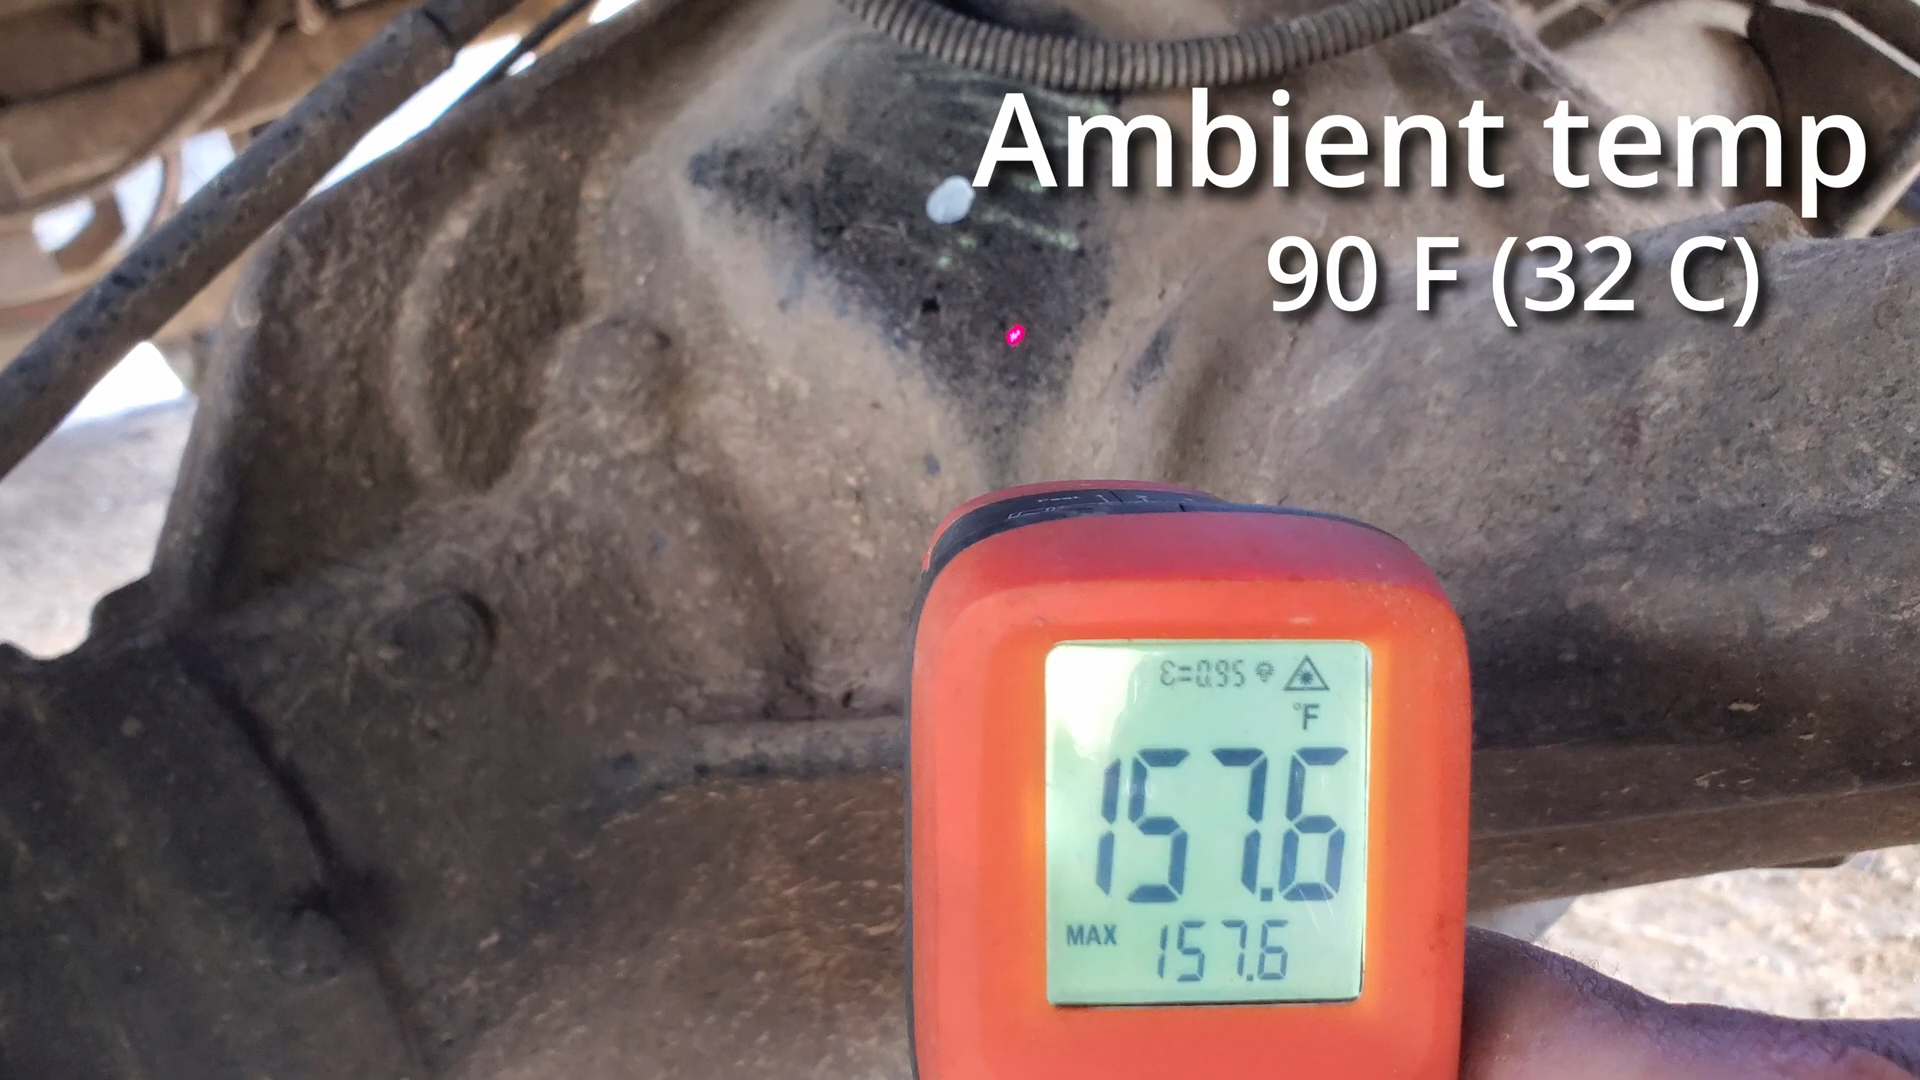 Ambient temp
90 F (32 C)
ε=0.95
°F
157.6
MAX 157.6